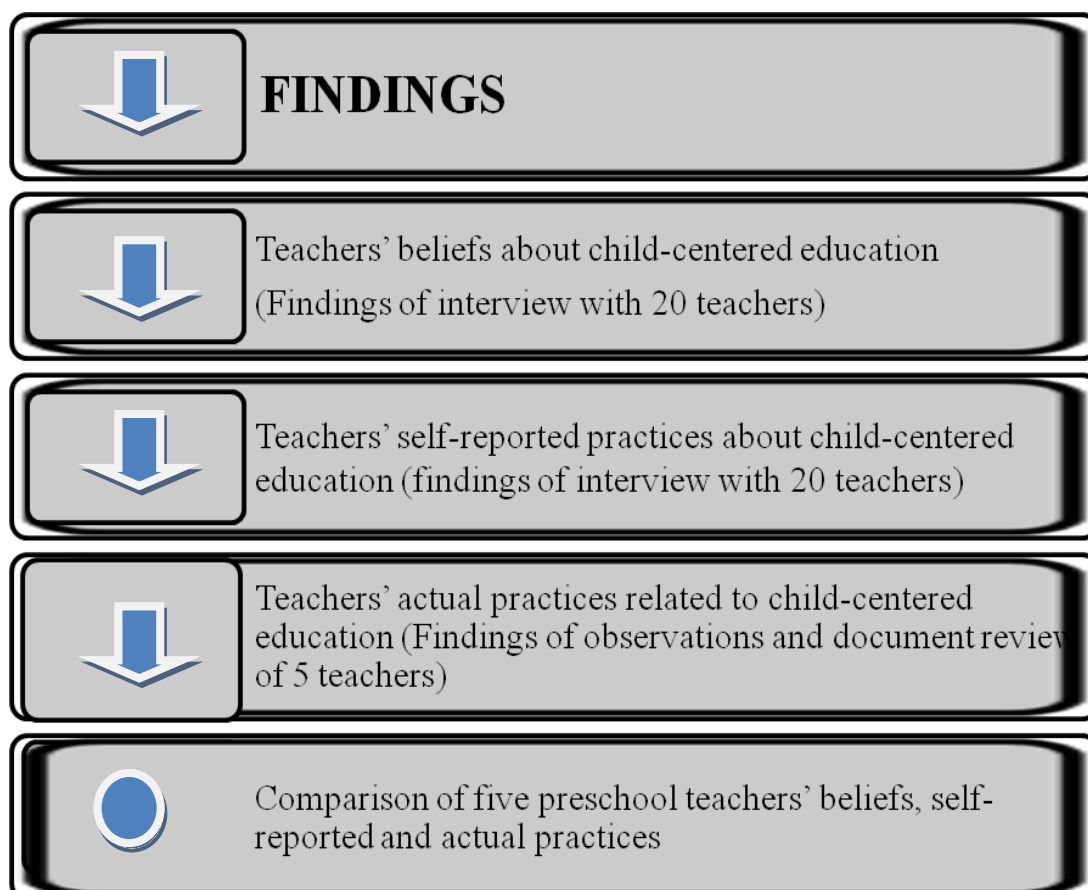 FINDINGS
Teachers’ beliefs about child-centered education
(Findings of interview with 20 teachers)
Teachers’ self-reported practices about child-centered
education (findings of interview with 20 teachers)
Teachers’ actual practices related to child-centered
education (Findings of observations and document review
of 5 teachers)
Comparison of five preschool teachers’ beliefs, self-
reported and actual practices